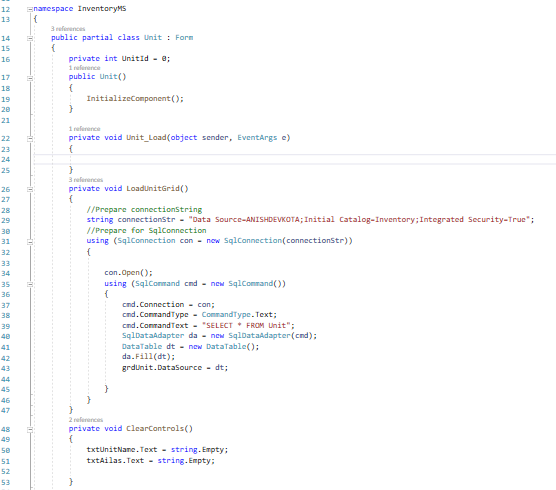 12 namespace InventoryMS
13 {
3 references
14 public partial class Unit : Form
15 {
16 private int UnitId = 0;
1 reference
17 public Unit()
18 {
19 InitializeComponent();
20 }
21
1 reference
22 private void Unit_Load(object sender, EventArgs e)
23 {
24
25 }
3 references
26 private void LoadUnitGrid()
27 {
28 //Prepare connectionString
29 string connectionStr = "Data Source=ANISHDEVKOTA;Initial Catalog=Inventory;Integrated Security=True";
30 //Prepare for SqlConnection
31 using (SqlConnection con = new SqlConnection(connectionStr))
32 {
33
34 con.Open();
35 using (SqlCommand cmd = new SqlCommand())
36 {
37 cmd.Connection = con;
38 cmd.CommandType = CommandType.Text;
39 cmd.CommandText = "SELECT * FROM Unit";
40 SqlDataAdapter da = new SqlDataAdapter(cmd);
41 DataTable dt = new DataTable();
42 da.Fill(dt);
43 grdUnit.DataSource = dt;
44
45 }
46 }
47 }
2 references
48 private void ClearControls()
49 {
50 txtUnitName.Text = string.Empty;
51 txtAilas.Text = string.Empty;
52
53 }